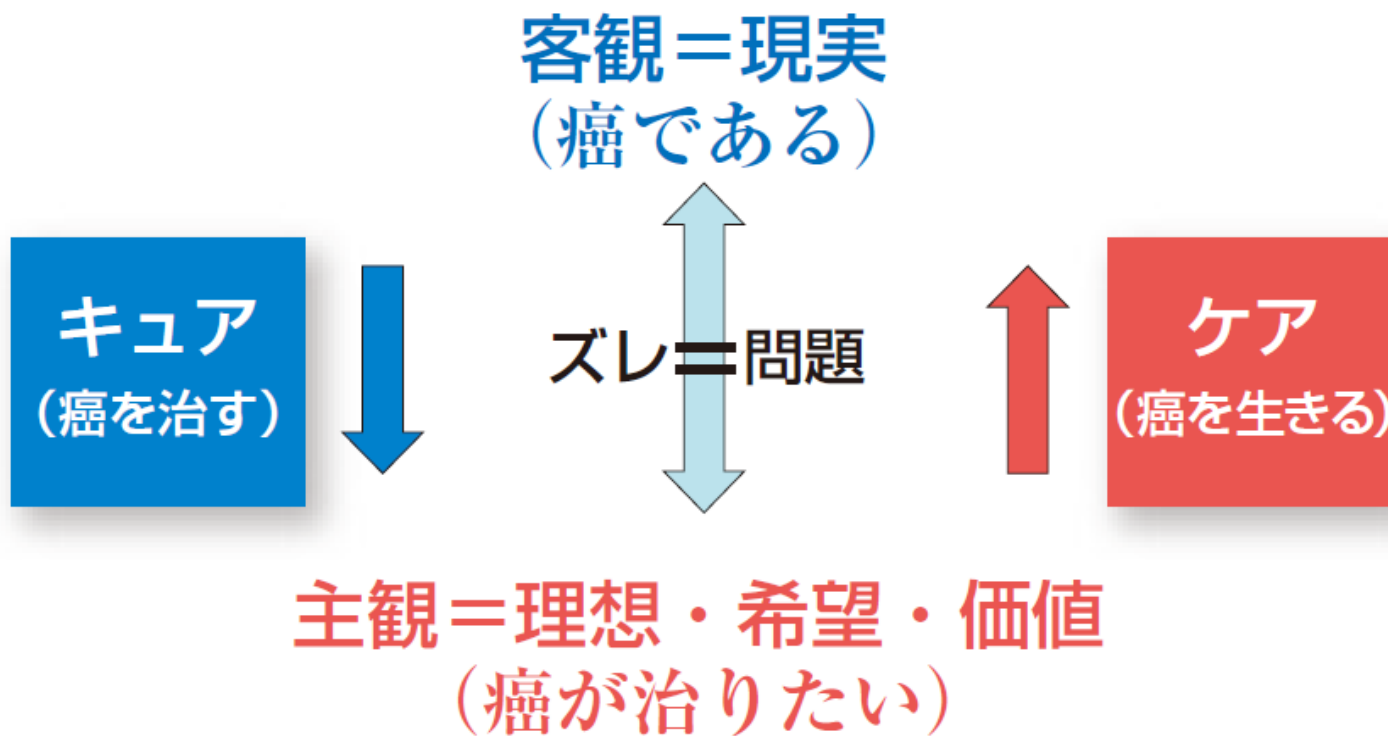 客観＝現実
（癌である）
キュア
（癌を治す）
ズレ＝問題
ケア
（癌を生きる）
主観＝理想・希望・価値
（癌が治りたい）